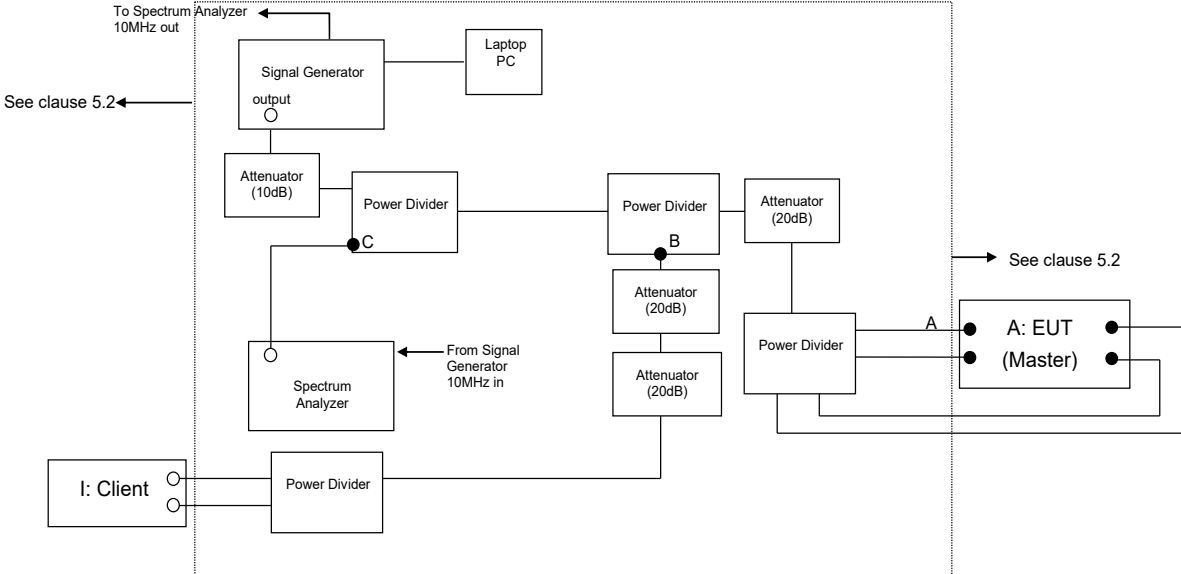 To Spectrum Analyzer
10MHz out
Laptop
PC
Signal Generator
output
See clause 5.2
Attenuator
(10dB)
Power Divider
C
Power Divider
B
Attenuator
(20dB)
See clause 5.2
Attenuator
(20dB)
A
A: EUT
(Master)
Power Divider
From Signal
Generator
10MHz in
Spectrum
Analyzer
Attenuator
(20dB)
I: Client
Power Divider